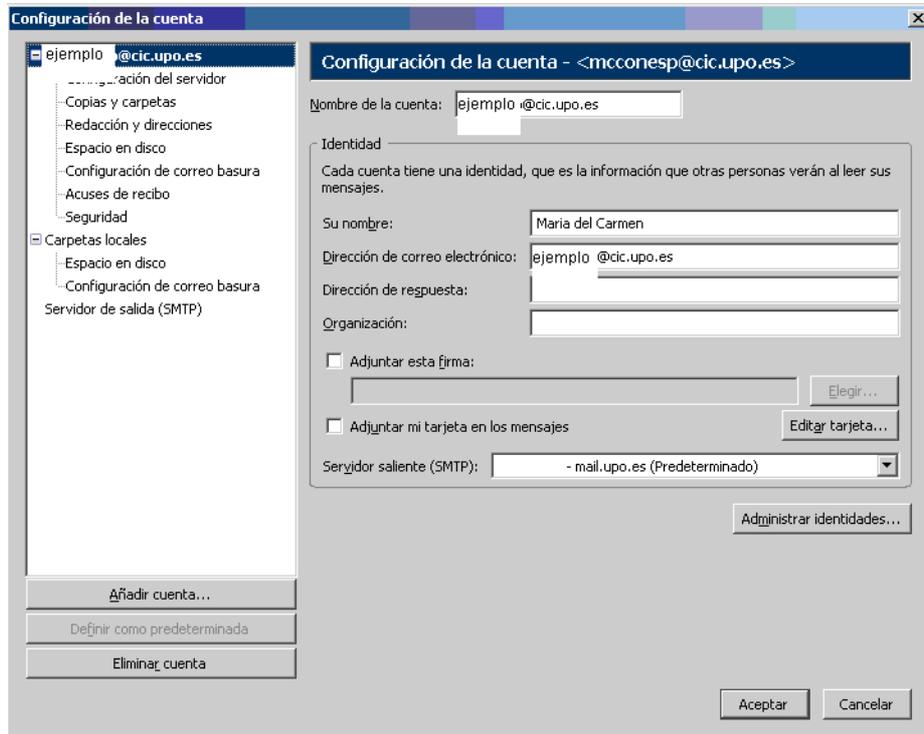 Configuración de la cuenta
ejemplo @cic.upo.es
Configuración del servidor
Copias y carpetas
Redacción y direcciones
Espacio en disco
Configuración de correo basura
Acuses de recibo
Seguridad
Carpetas locales
Espacio en disco
Configuración de correo basura
Servidor de salida (SMTP)
Añadir cuenta...
Definir como predeterminada
Eliminar cuenta
Configuración de la cuenta - <mcconesp@cic.upo.es>
Nombre de la cuenta: ejemplo @cic.upo.es
Identidad
Cada cuenta tiene una identidad, que es la información que otras personas verán al leer sus
mensajes.
Su nombre: Maria del Carmen
Dirección de correo electrónico: ejemplo @cic.upo.es
Dirección de respuesta:
Organización:
Adjuntar esta firma:
Elegir...
Adjuntar mi tarjeta en los mensajes Editar tarjeta...
Servidor saliente (SMTP): - mail.upo.es (Predeterminado)
Administrar identidades...
Aceptar Cancelar